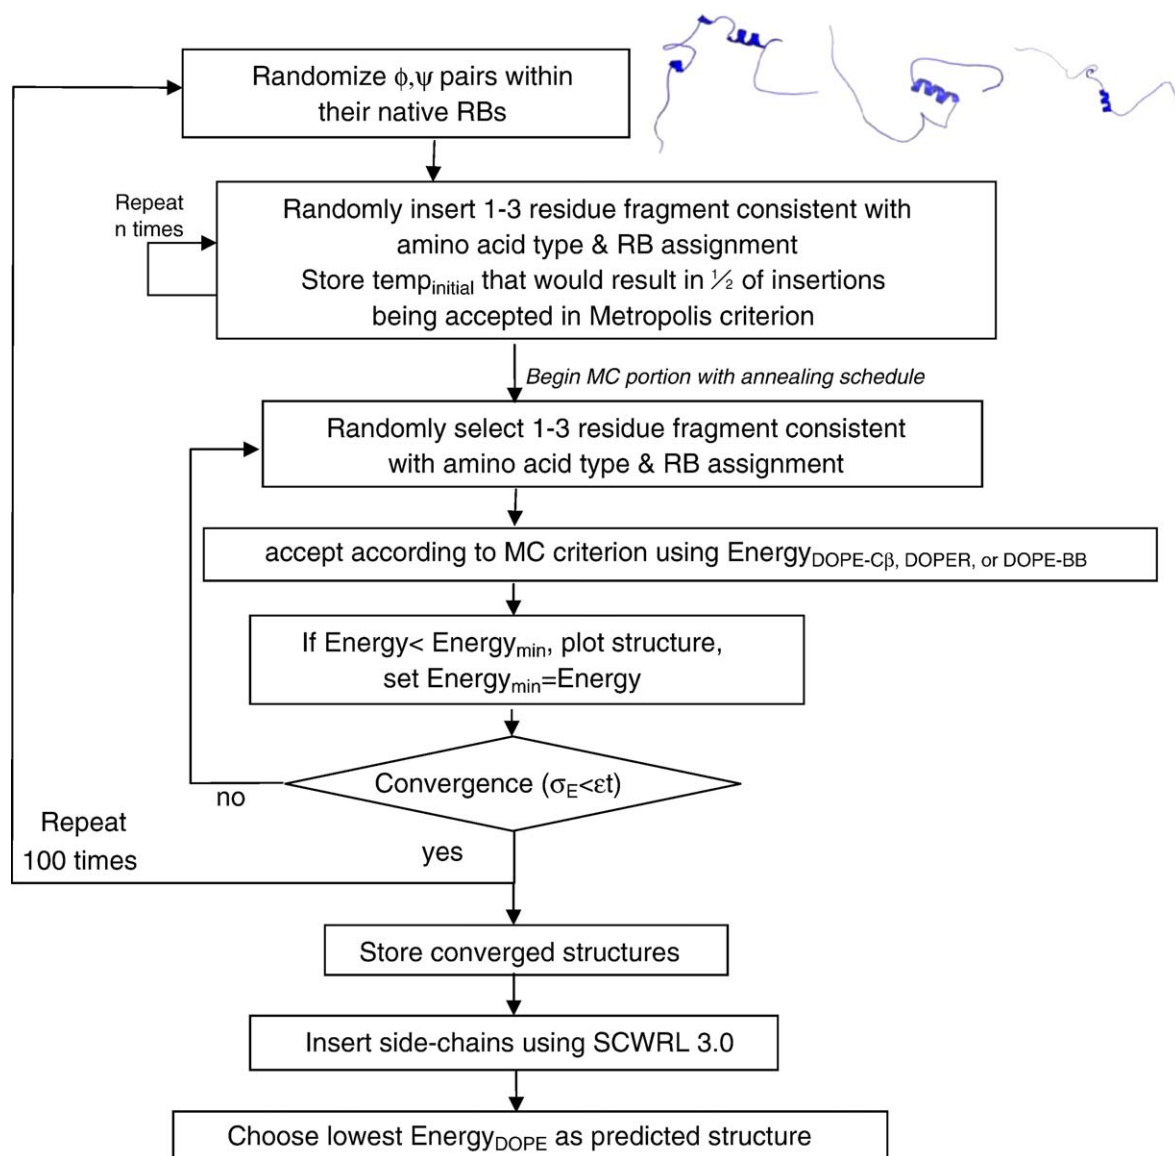 Randomize ϕ,ψ pairs within
their native RBs
Repeat
n times
Randomly insert 1-3 residue fragment consistent with
amino acid type & RB assignment
Store temp_initial that would result in ½ of insertions
being accepted in Metropolis criterion
Begin MC portion with annealing schedule
Randomly select 1-3 residue fragment consistent
with amino acid type & RB assignment
accept according to MC criterion using Energy_DOPE-Cβ, DOPER, or DOPE-BB
If Energy< Energy_min, plot structure,
set Energy_min=Energy
Convergence (σ_E<εt)
no
Repeat
100 times
yes
Store converged structures
Insert side-chains using SCWRL 3.0
Choose lowest Energy_DOPE as predicted structure